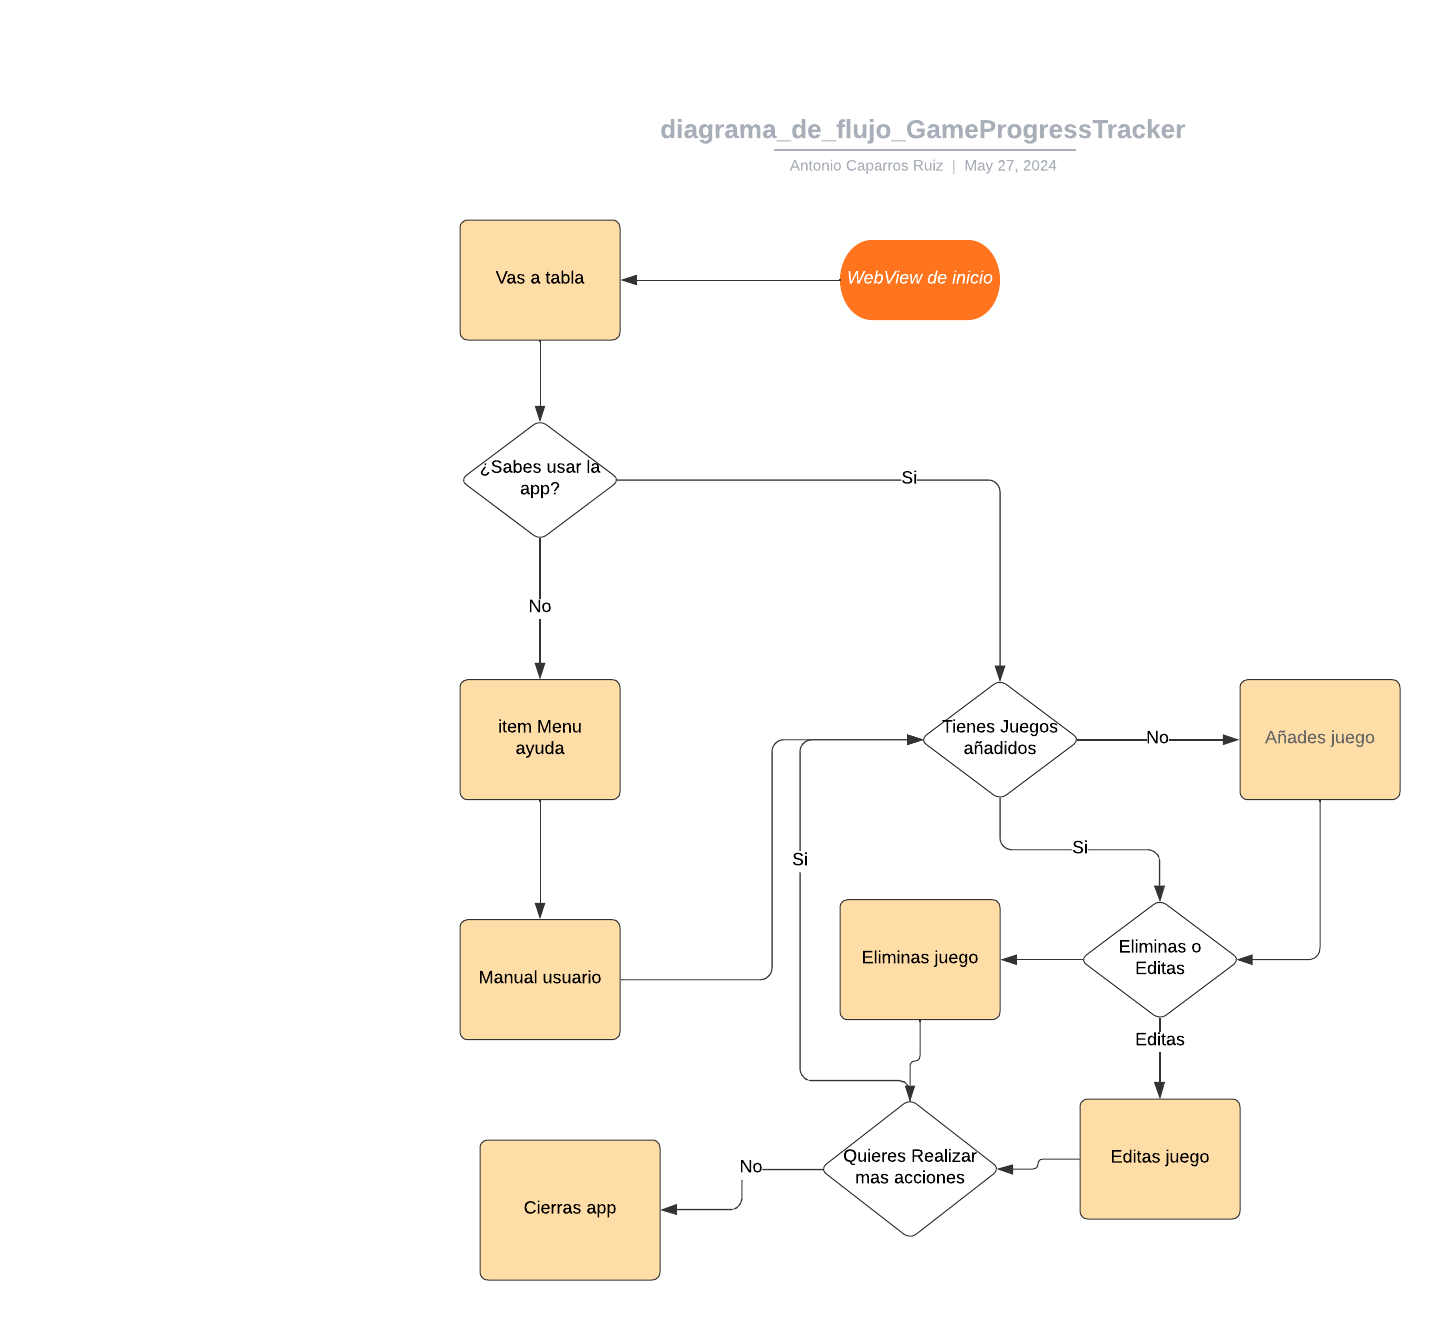 diagrama_de_flujo_GameProgressTracker
Antonio Caparros Ruiz | May 27, 2024
Vas a tabla
WebView de inicio
¿Sabes usar la
app?
Si
No
item Menu
ayuda
Tienes Juegos
añadidos
No
Añades juego
Si
Si
Manual usuario
Eliminas juego
Eliminas o
Editas
Editas
Quieres Realizar
mas acciones
Editas juego
No
Cierras app